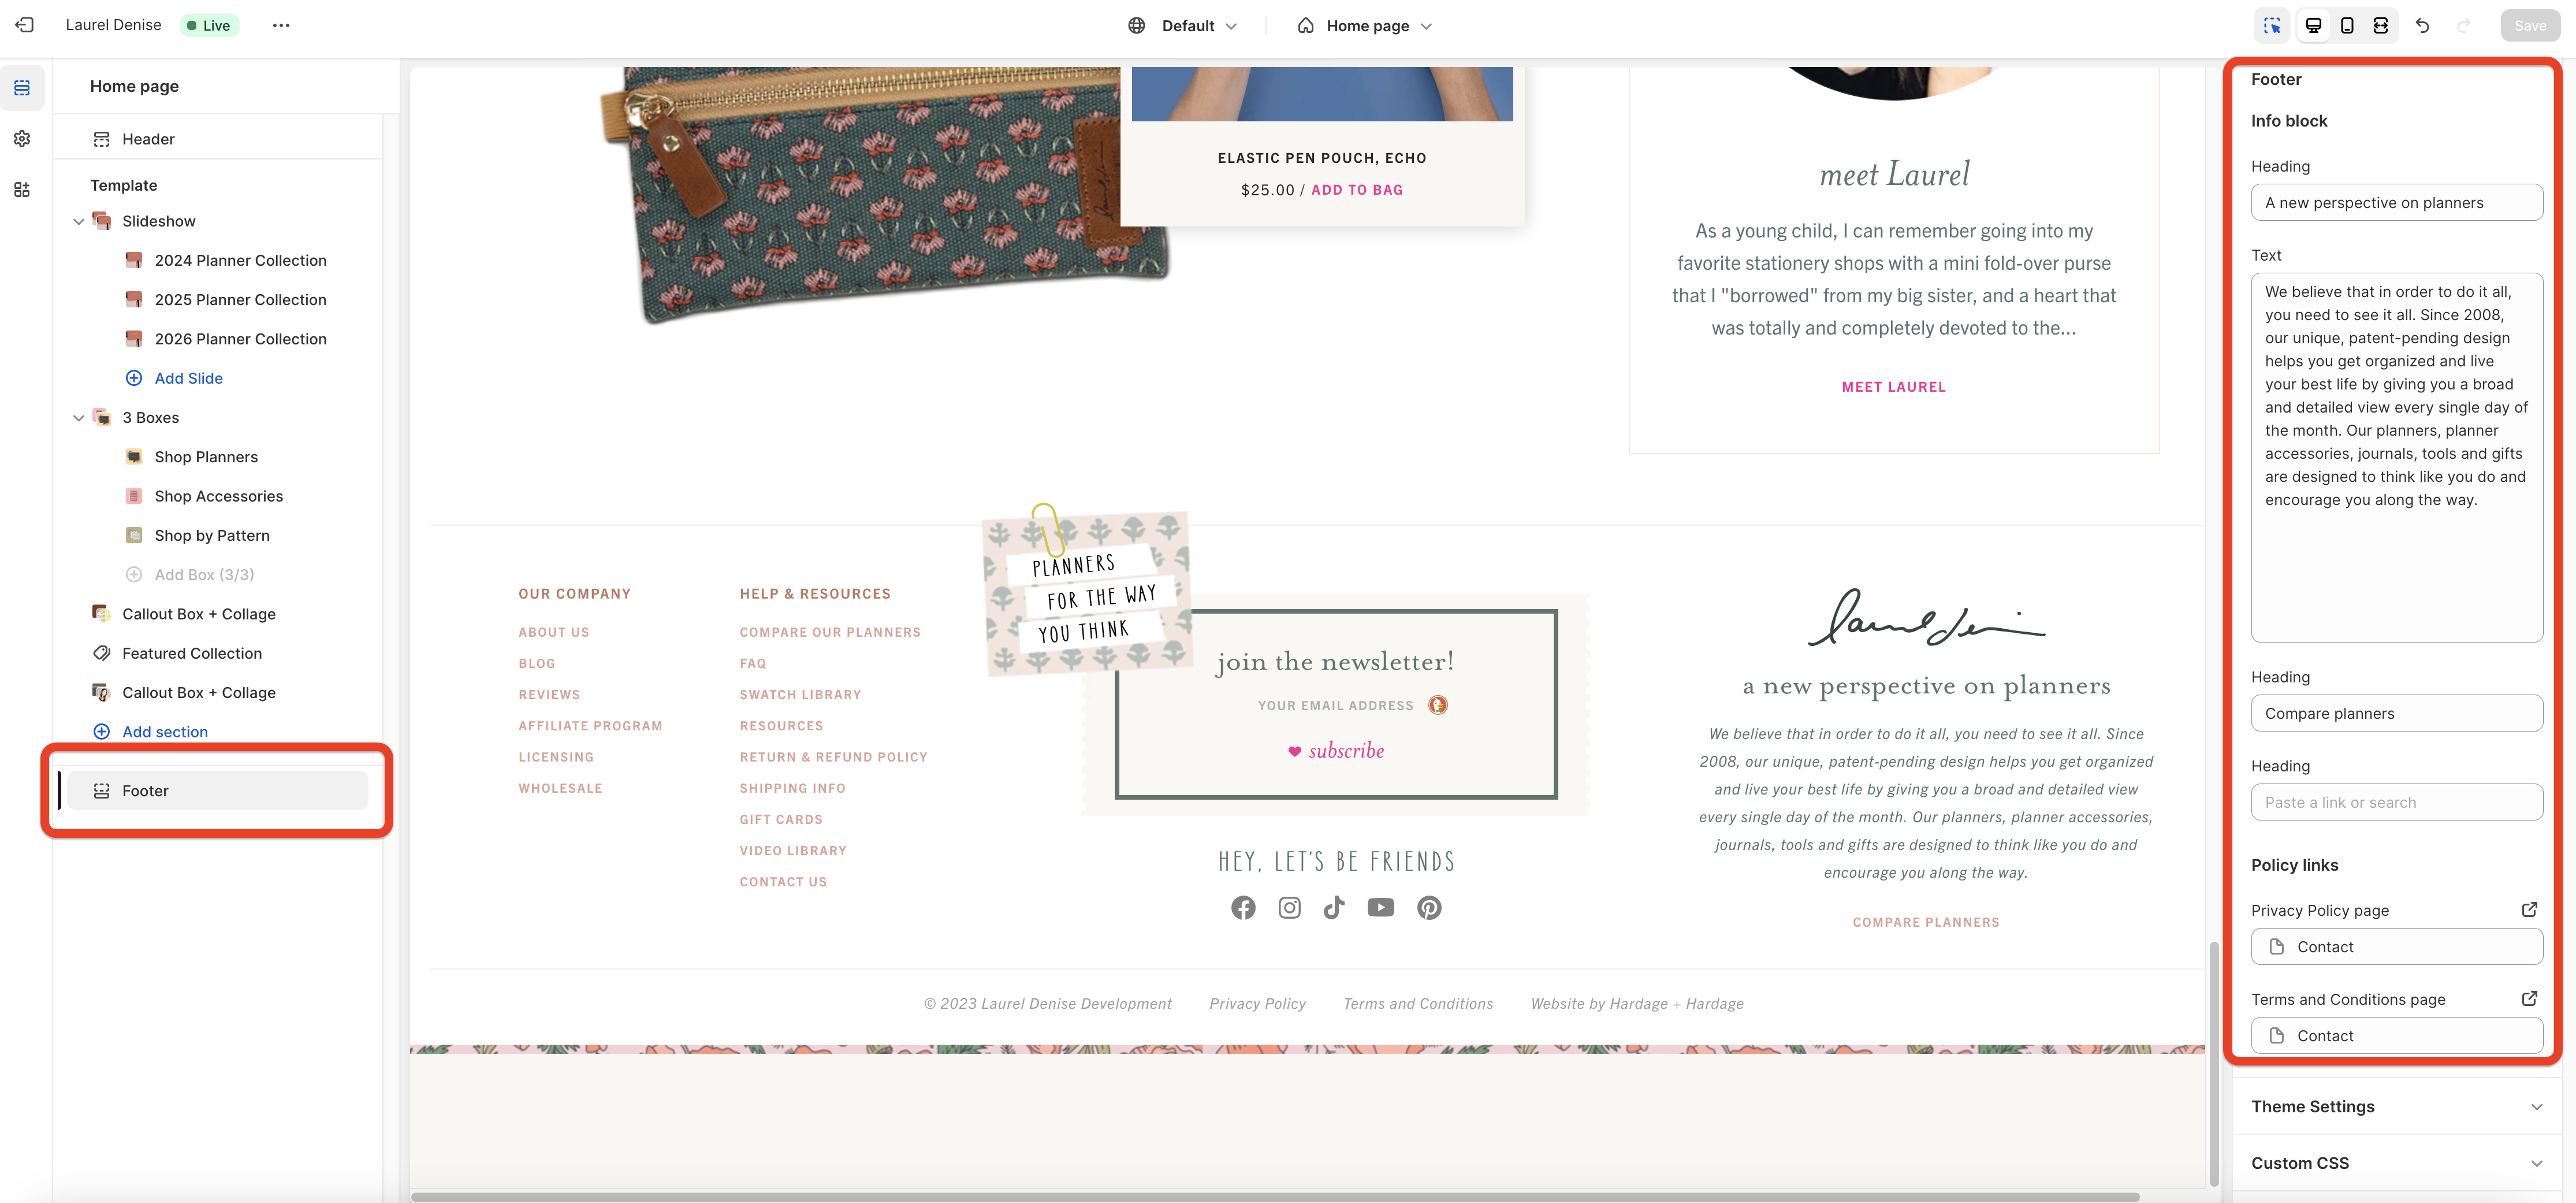 Laurel Denise
Live
Default
Home page
Save
Home page
Header
Template
Slideshow
2024 Planner Collection
2025 Planner Collection
2026 Planner Collection
Add Slide
3 Boxes
Shop Planners
Shop Accessories
Shop by Pattern
Add Box (3/3)
Callout Box + Collage
Featured Collection
Callout Box + Collage
Add section
Footer
ELASTIC PEN POUCH, ECHO
$25.00 / ADD TO BAG
meet Laurel
As a young child, I can remember going into my
favorite stationery shops with a mini fold-over purse
that I "borrowed" from my big sister, and a heart that
was totally and completely devoted to the...
MEET LAUREL
OUR COMPANY
ABOUT US
BLOG
REVIEWS
AFFILIATE PROGRAM
LICENSING
WHOLESALE
HELP & RESOURCES
COMPARE OUR PLANNERS
FAQ
SWATCH LIBRARY
RESOURCES
RETURN & REFUND POLICY
SHIPPING INFO
GIFT CARDS
VIDEO LIBRARY
CONTACT US
PLANNERS
FOR THE WAY
YOU THINK
join the newsletter!
YOUR EMAIL ADDRESS
subscribe
HEY, LET'S BE FRIENDS
laurel denise
a new perspective on planners
We believe that in order to do it all, you need to see it all. Since
2008, our unique, patent-pending design helps you get organized
and live your best life by giving you a broad and detailed view
every single day of the month. Our planners, planner accessories,
journals, tools and gifts are designed to think like you do and
encourage you along the way.
COMPARE PLANNERS
© 2023 Laurel Denise Development
Privacy Policy
Terms and Conditions
Website by Hardage + Hardage
Footer
Info block
Heading
A new perspective on planners
Text
We believe that in order to do it all,
you need to see it all. Since 2008,
our unique, patent-pending design
helps you get organized and live
your best life by giving you a broad
and detailed view every single day of
the month. Our planners, planner
accessories, journals, tools and gifts
are designed to think like you do and
encourage you along the way.
Heading
Compare planners
Heading
Paste a link or search
Policy links
Privacy Policy page
Contact
Terms and Conditions page
Contact
Theme Settings
Custom CSS